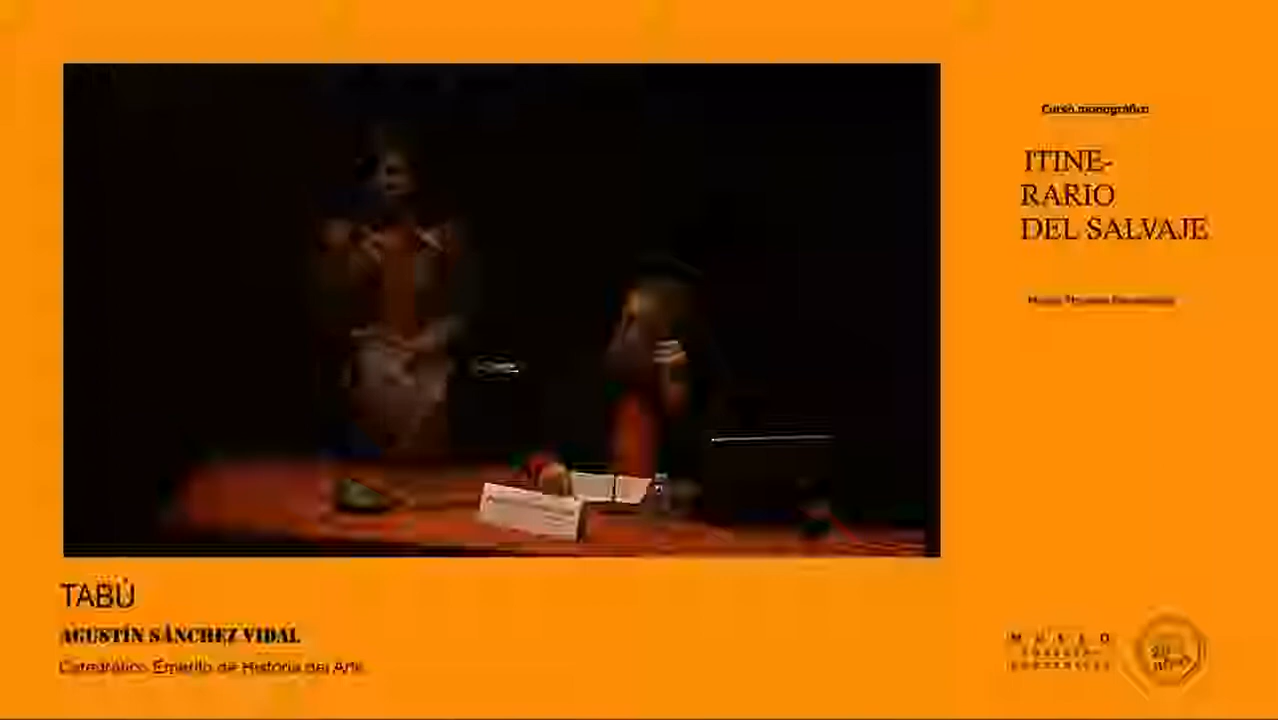 Curso monográfico
ITINE-
RARIO
DEL SALVAJE
TABÚ
AGUSTÍN SÁNCHEZ VIDAL
Catedrático Emérito de Historia del Arte
MUSEO